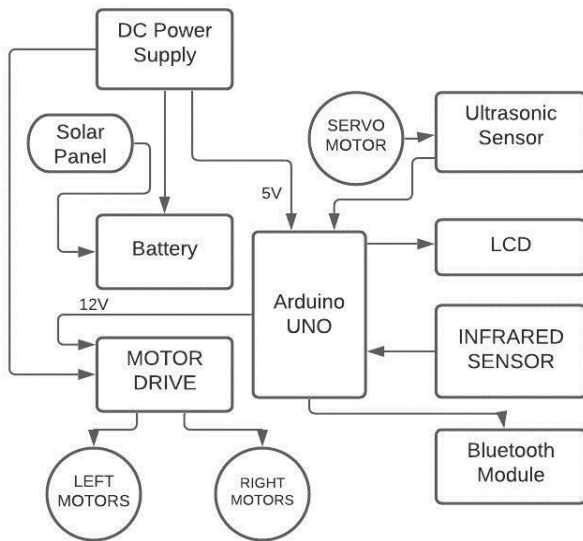 DC Power
Supply
Solar
Panel
SERVO
MOTOR
Ultrasonic
Sensor
5V
Battery
LCD
Arduino
UNO
12V
MOTOR
DRIVE
INFRARED
SENSOR
Bluetooth
Module
LEFT
MOTORS
RIGHT
MOTORS